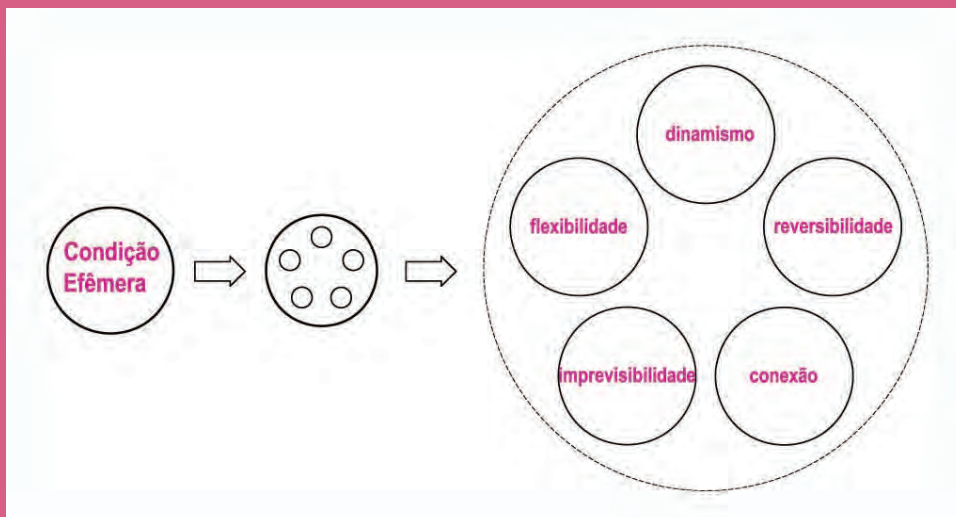 Condição
Efêmera
dinamismo
flexibilidade
reversibilidade
imprevisibilidade
conexão